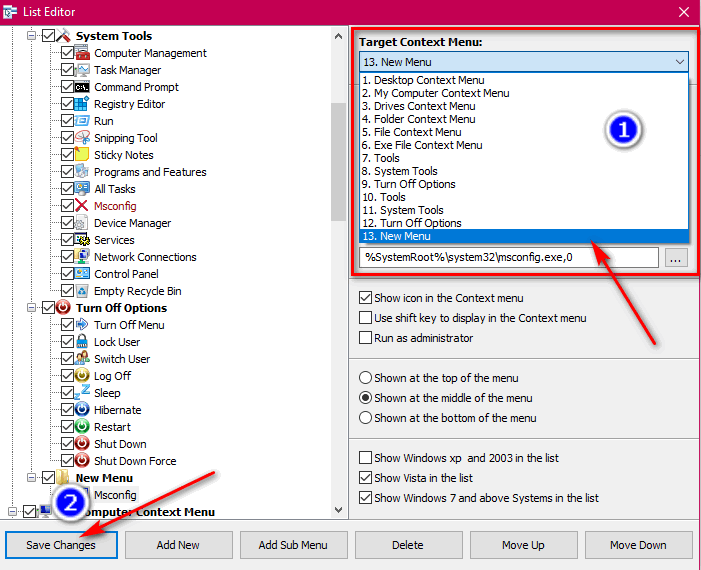 List Editor
System Tools
Computer Management
Task Manager
Command Prompt
Registry Editor
Run
Snipping Tool
Sticky Notes
Programs and Features
All Tasks
Msconfig
Device Manager
Services
Network Connections
Control Panel
Empty Recycle Bin
Turn Off Options
Turn Off Menu
Lock User
Switch User
Log Off
Sleep
Hibernate
Restart
Shut Down
Shut Down Force
New Menu
Msconfig
2
Computer Context Menu
Target Context Menu:
13. New Menu
1. Desktop Context Menu
2. My Computer Context Menu
3. Drives Context Menu
4. Folder Context Menu
5. File Context Menu
6. Exe File Context Menu
7. Tools
8. System Tools
9. Turn Off Options
10. Tools
11. System Tools
12. Turn Off Options
13. New Menu
1
%SystemRoot%\system32\msconfig.exe,0
...
Show icon in the Context menu
Use shift key to display in the Context menu
Run as administrator
Shown at the top of the menu
Shown at the middle of the menu
Shown at the bottom of the menu
Show Windows xp and 2003 in the list
Show Vista in the list
Show Windows 7 and above Systems in the list
Save Changes
Add New
Add Sub Menu
Delete
Move Up
Move Down